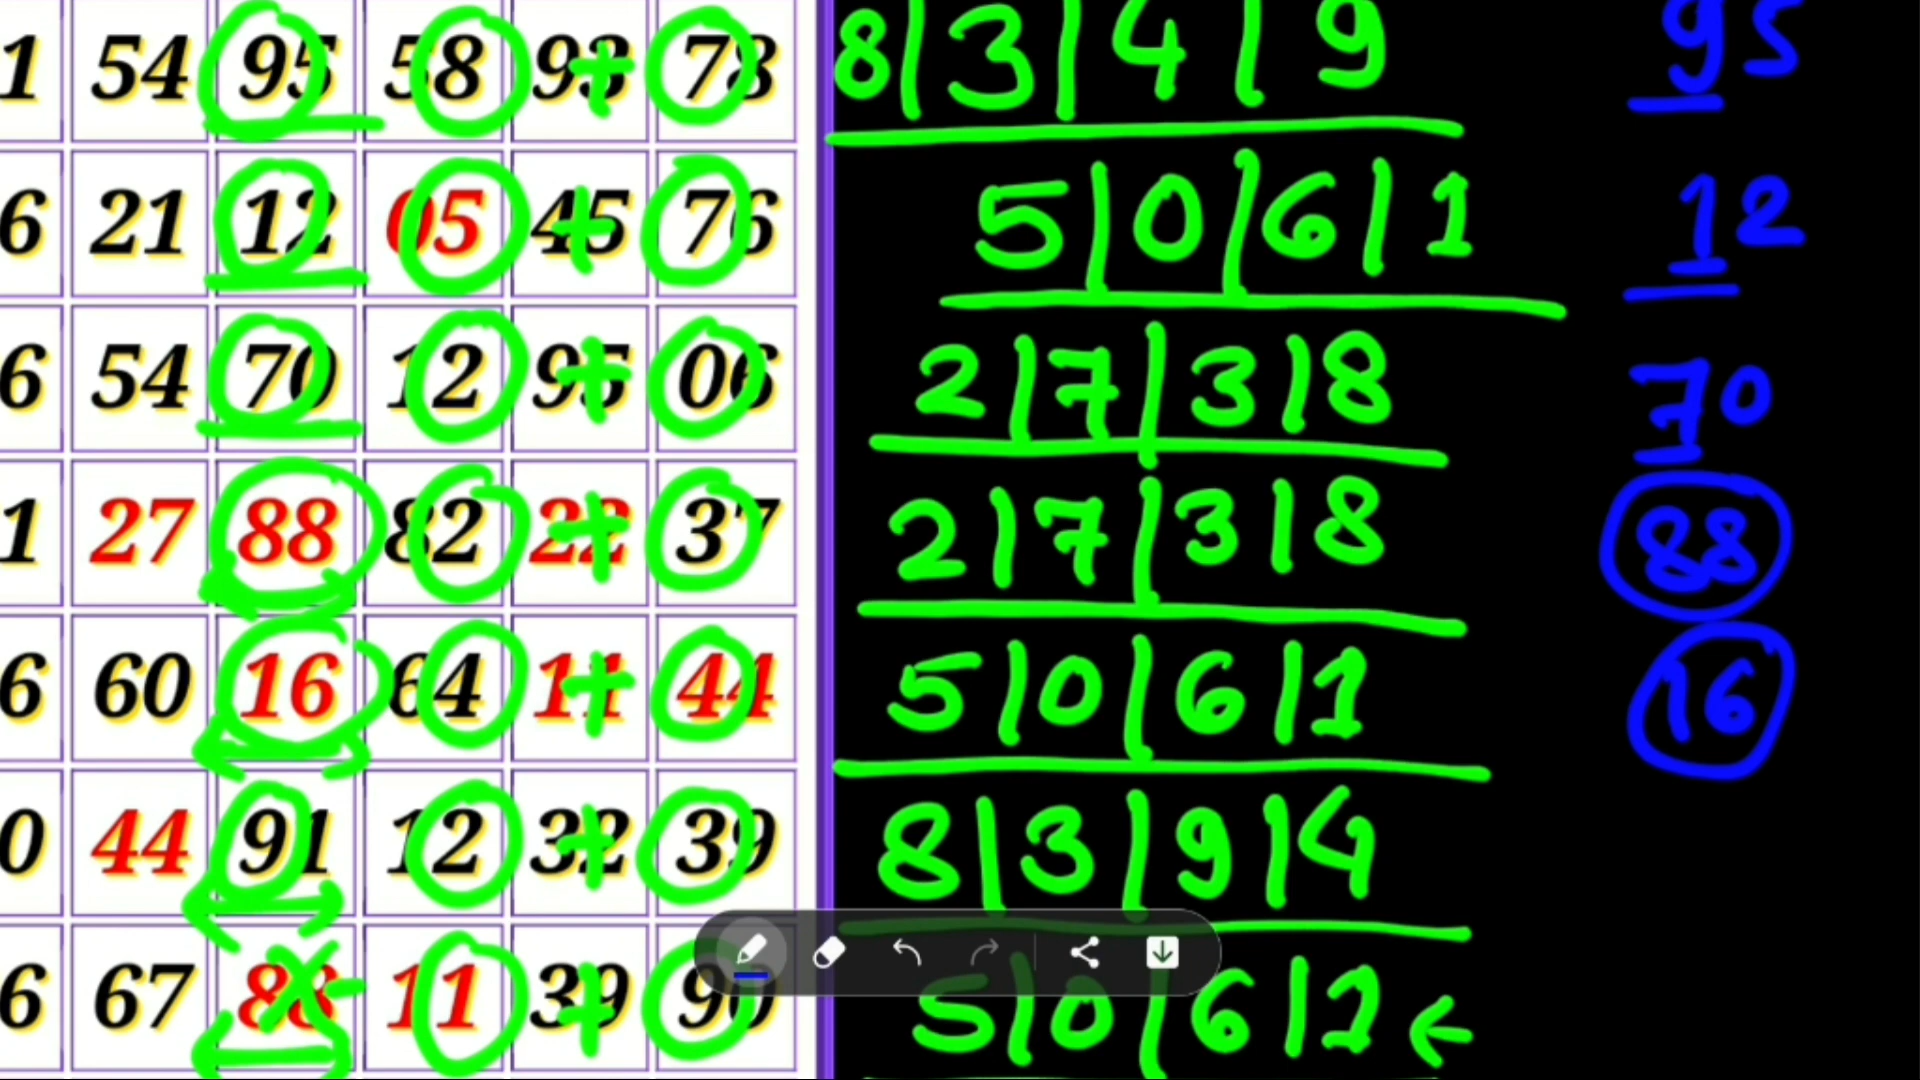 1 54 95 58 93 78 8|3|4|9 95
6 21 12 05 45 76 5|0|6|1 12
6 54 70 12 95 06 2|7|3|8 70
1 27 88 82 22 37 2|7|3|8 88
6 60 16 64 11 44 5|0|6|1 16
0 44 91 12 32 39 8|3|9|4
6 67 88 11 39 90 5|0|6|1 ←